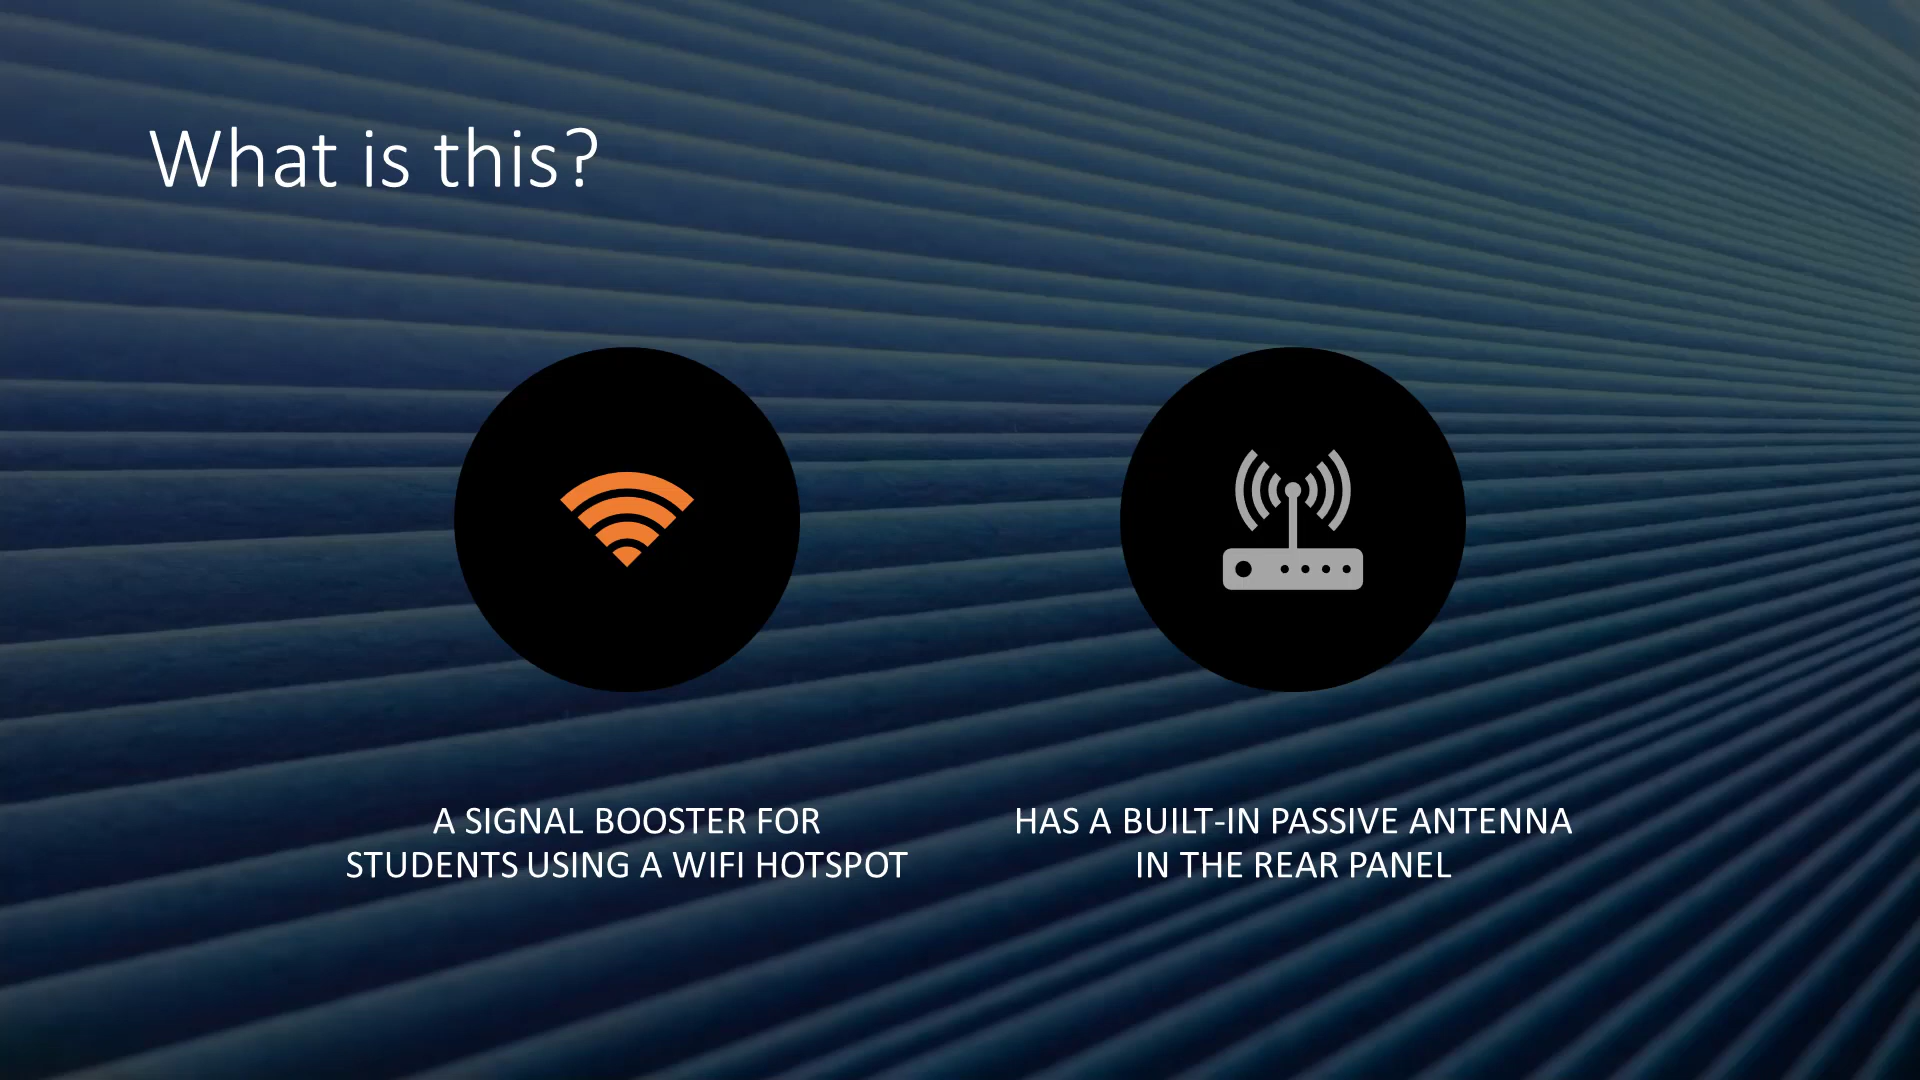 What is this?
A SIGNAL BOOSTER FOR
STUDENTS USING A WIFI HOTSPOT
HAS A BUILT-IN PASSIVE ANTENNA
IN THE REAR PANEL